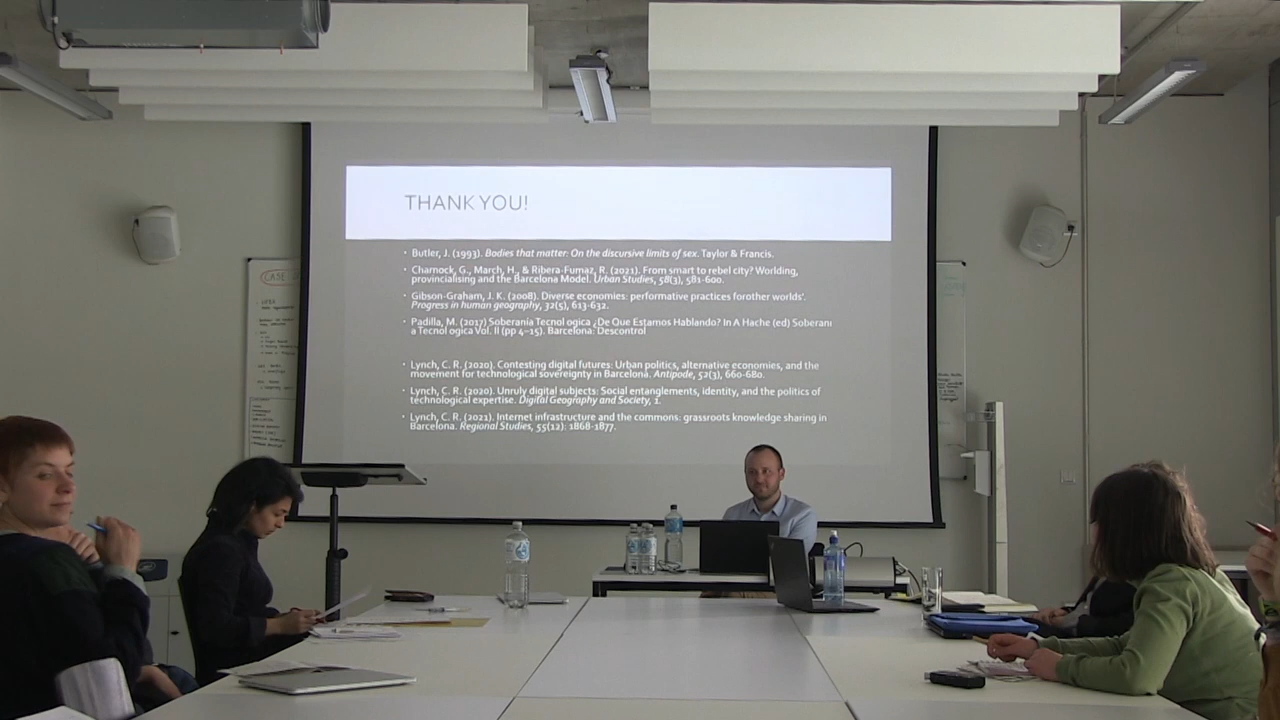 THANK YOU!
• Butler, J. (1993). Bodies that matter: On the discursive limits of sex. Taylor & Francis.
• Charnock, G., March, H., & Ribera-Fumaz, R. (2021). From smart to rebel city? Worlding,
provincialising and the Barcelona Model. Urban Studies, 58(3), 581-600.
• Gibson-Graham, J. K. (2008). Diverse economies: performative practices forother worlds'.
Progress in human geography, 32(5), 613-632.
• Padilla, M. (2017) Soberanía Tecnol ogica ¿De Que Estamos Hablando? In A Hache (ed) Soberanı
a Tecnol ogica Vol. II (pp 4–15). Barcelona: Descontrol
• Lynch, C. R. (2020). Contesting digital futures: Urban politics, alternative economies, and the
movement for technological sovereignty in Barcelona. Antipode, 52(3), 660-680.
• Lynch, C. R. (2020). Unruly digital subjects: Social entanglements, identity, and the politics of
technological expertise. Digital Geography and Society, 1.
• Lynch, C. R. (2021). Internet infrastructure and the commons: grassroots knowledge sharing in
Barcelona. Regional Studies, 55(12): 1868-1877.
CASE